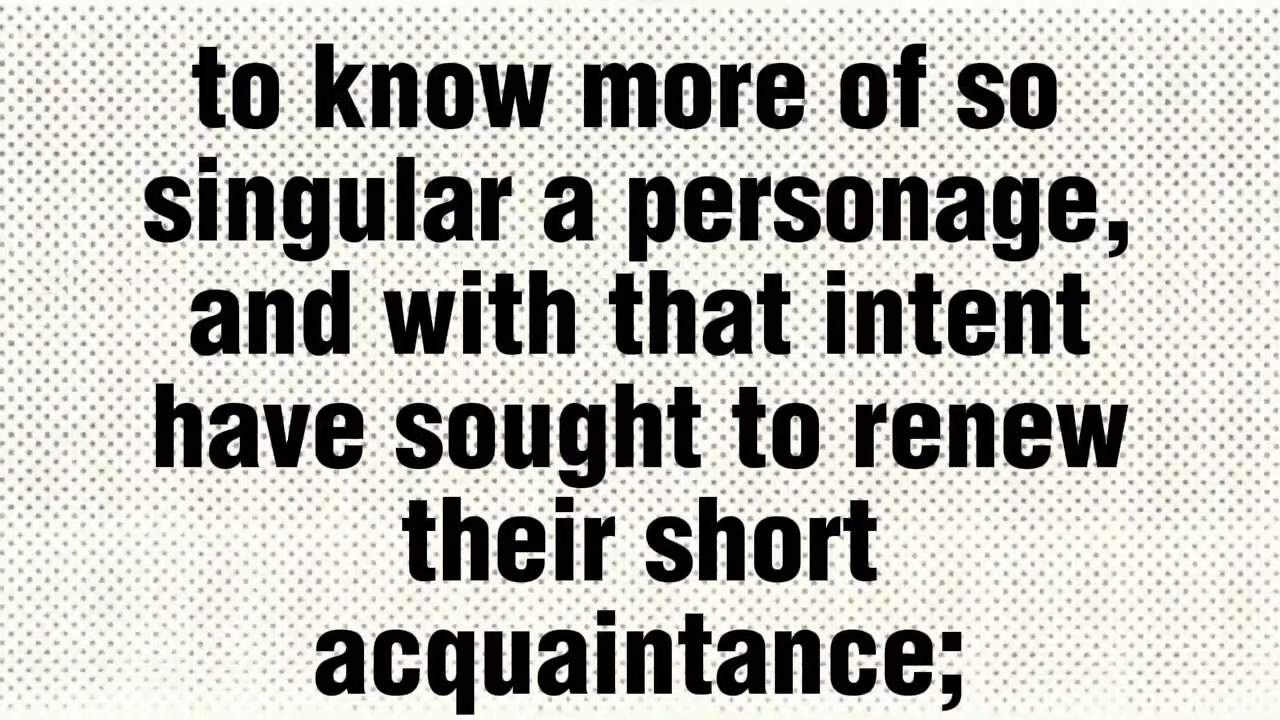 to know more of so
singular a personage,
and with that intent
have sought to renew
their short
acquaintance;